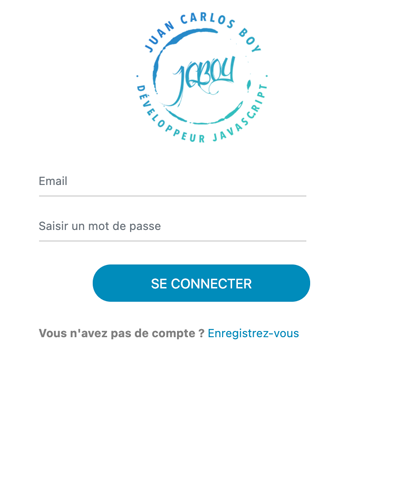 JUAN CARLOS BOY
JCBOY
· DÉVELOPPEUR JAVASCRIPT ·
Email
Saisir un mot de passe
SE CONNECTER
Vous n'avez pas de compte ? Enregistrez-vous